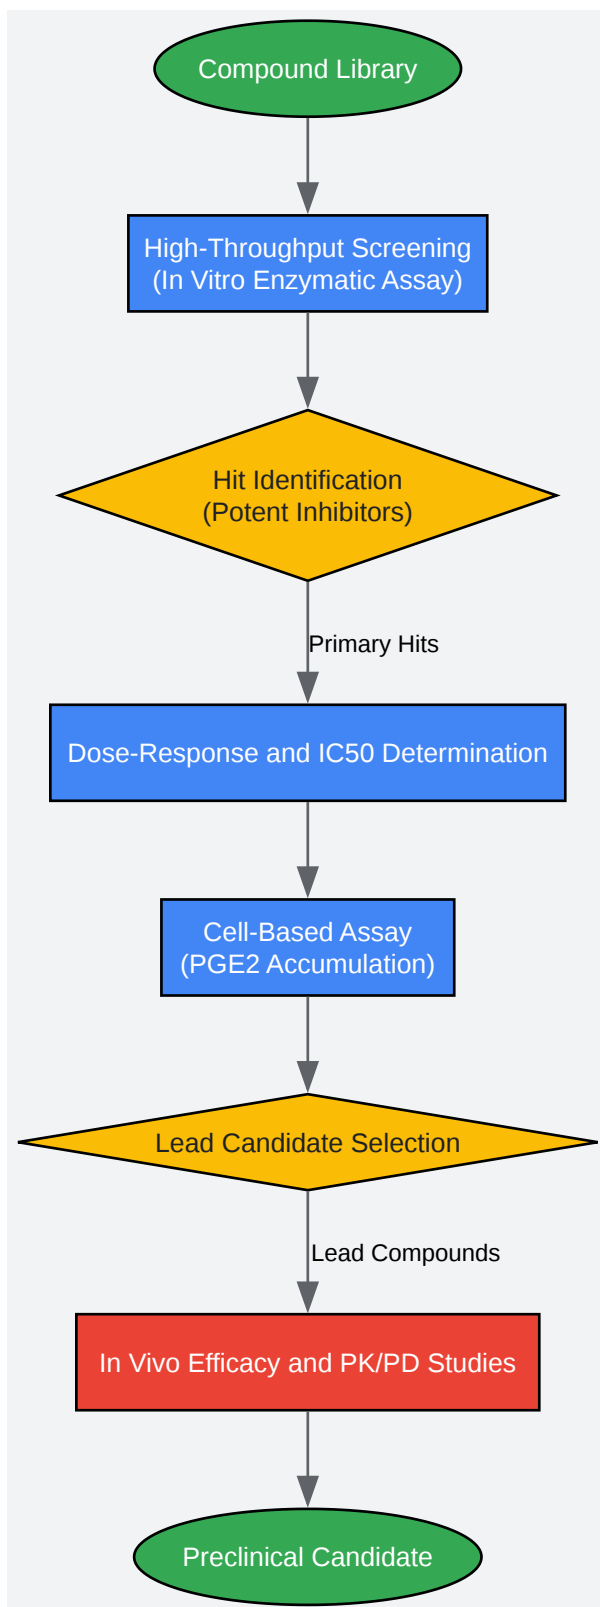 Compound Library
High-Throughput Screening
(In Vitro Enzymatic Assay)
Hit Identification
(Potent Inhibitors)
Primary Hits
Dose-Response and IC50 Determination
Cell-Based Assay
(PGE2 Accumulation)
Lead Candidate Selection
Lead Compounds
In Vivo Efficacy and PK/PD Studies
Preclinical Candidate